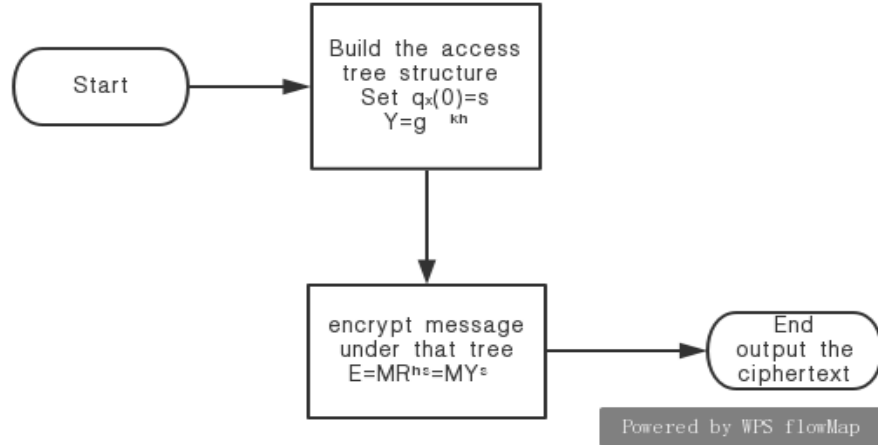 Start
Build the access
tree structure
Set qₓ(0)=s
Y=g ᵏʰ
encrypt message
under that tree
E=MRʰˢ=MYˢ
End
output the
ciphertext
Powered by WPS flowMap